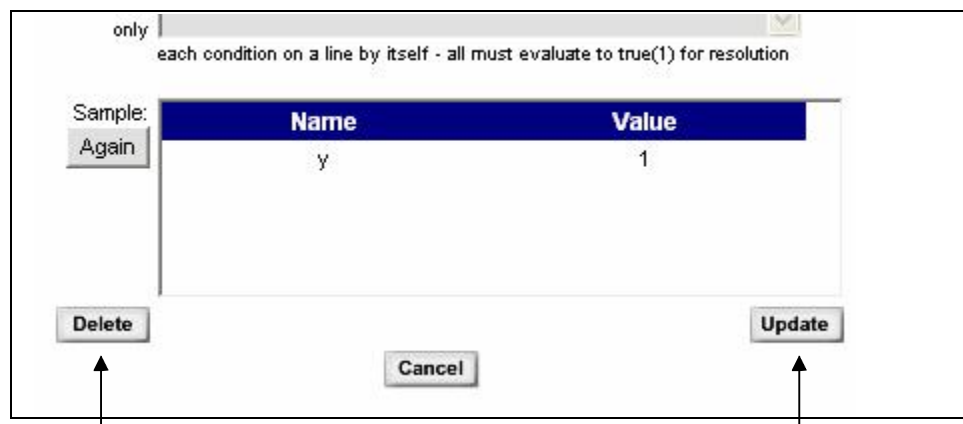 only
each condition on a line by itself - all must evaluate to true(1) for resolution
Sample:
Again
Name Value
y 1
Delete
Update
Cancel